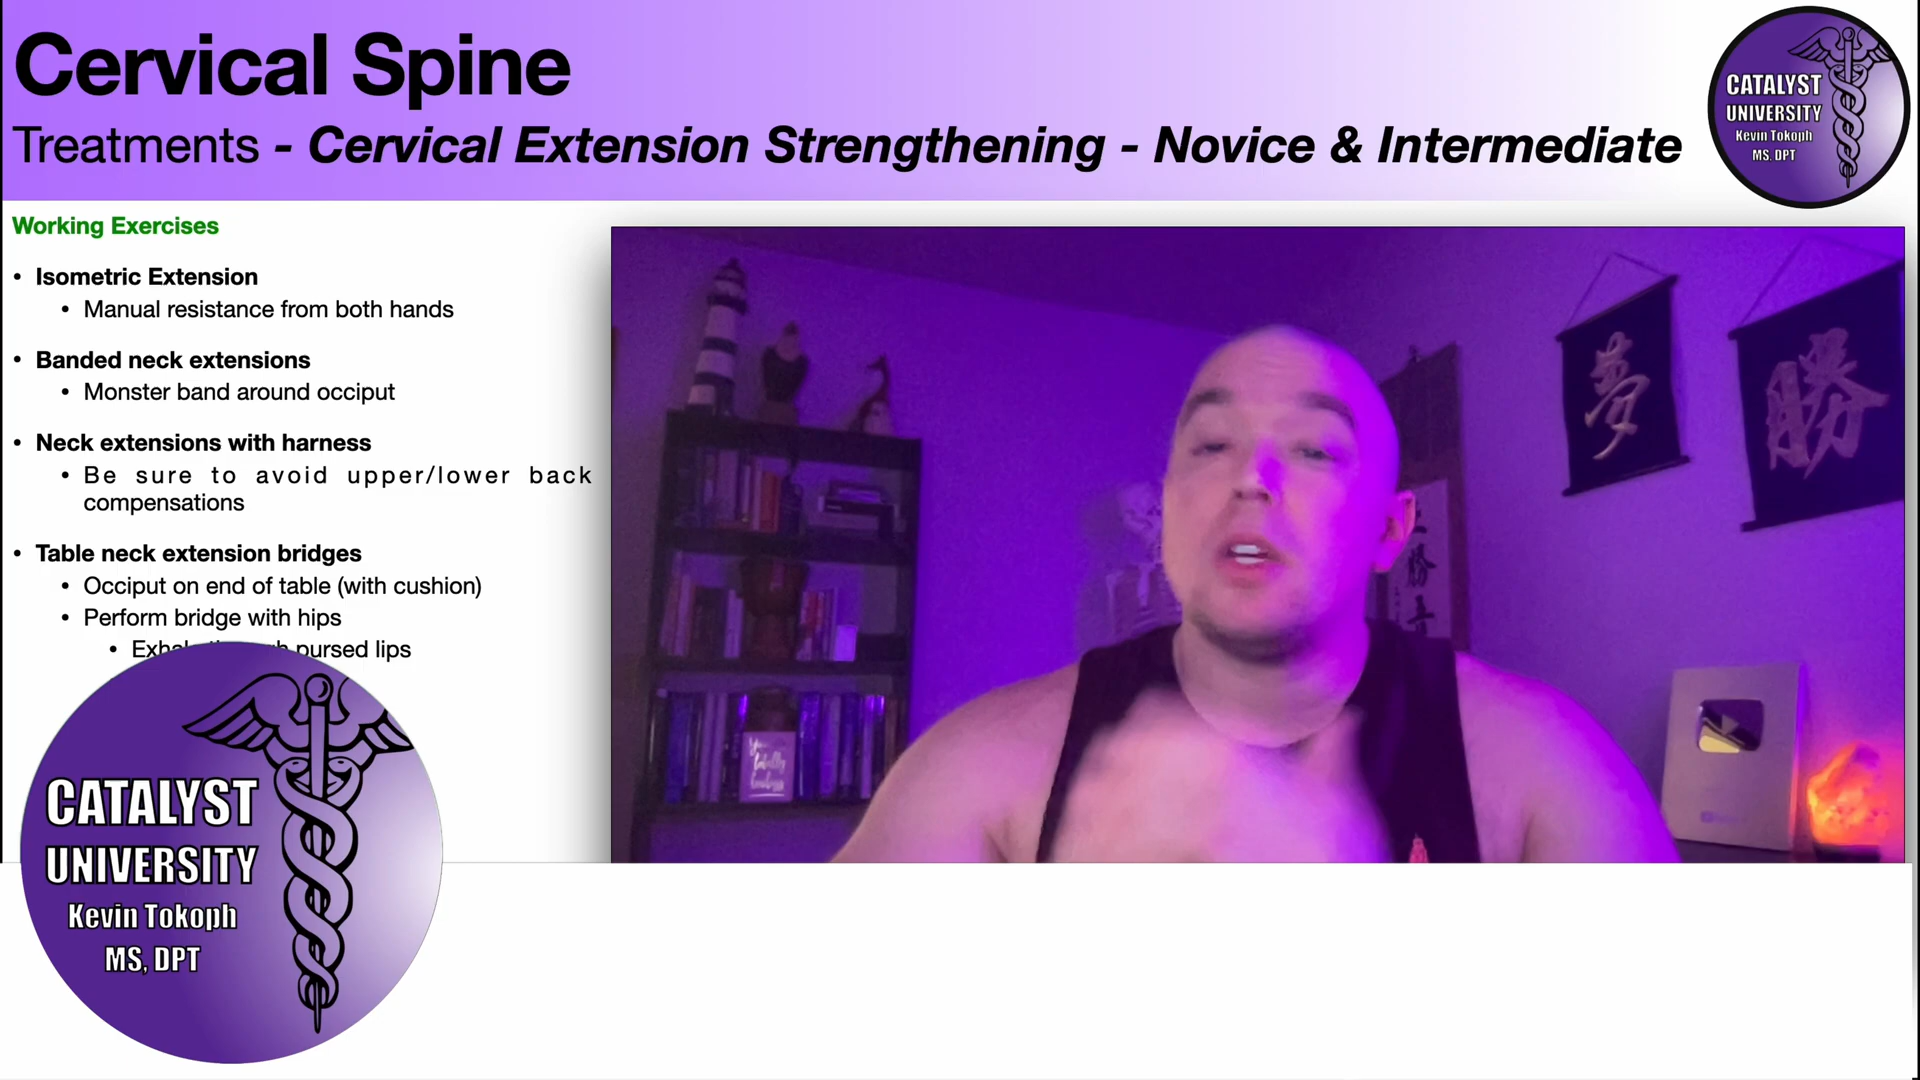 Cervical Spine
Treatments - Cervical Extension Strengthening - Novice & Intermediate
CATALYST
UNIVERSITY
Kevin Tokoph
MS, DPT
Working Exercises
• Isometric Extension
• Manual resistance from both hands
• Banded neck extensions
• Monster band around occiput
• Neck extensions with harness
• Be sure to avoid upper/lower back
compensations
• Table neck extension bridges
• Occiput on end of table (with cushion)
• Perform bridge with hips
• pursed lips
夢
勝
CATALYST
UNIVERSITY
Kevin Tokoph
MS, DPT